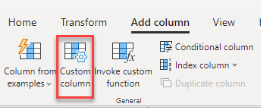 Home Transform Add column View
Column from examples
Custom column
Invoke custom function
Conditional column
Index column
Duplicate column
General